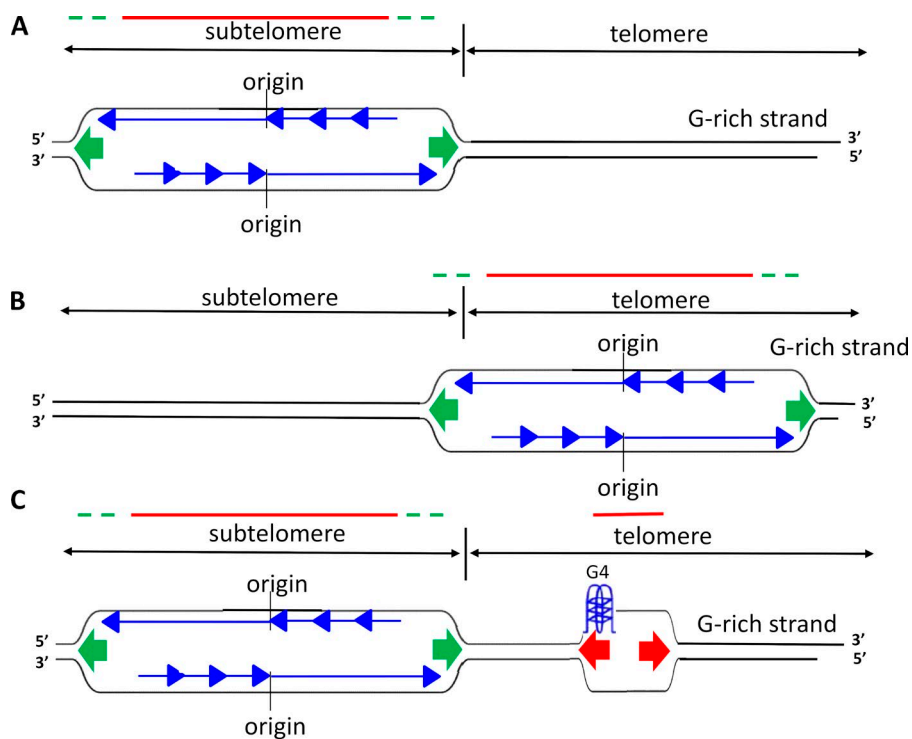 A
subtelomere telomere
origin
G-rich strand
5’ 3’
3’ 5’
origin
B
subtelomere telomere
origin
G-rich strand
5’ 3’
3’ 5’
origin
C
subtelomere telomere
G4
origin
G-rich strand
5’ 3’
3’ 5’
origin